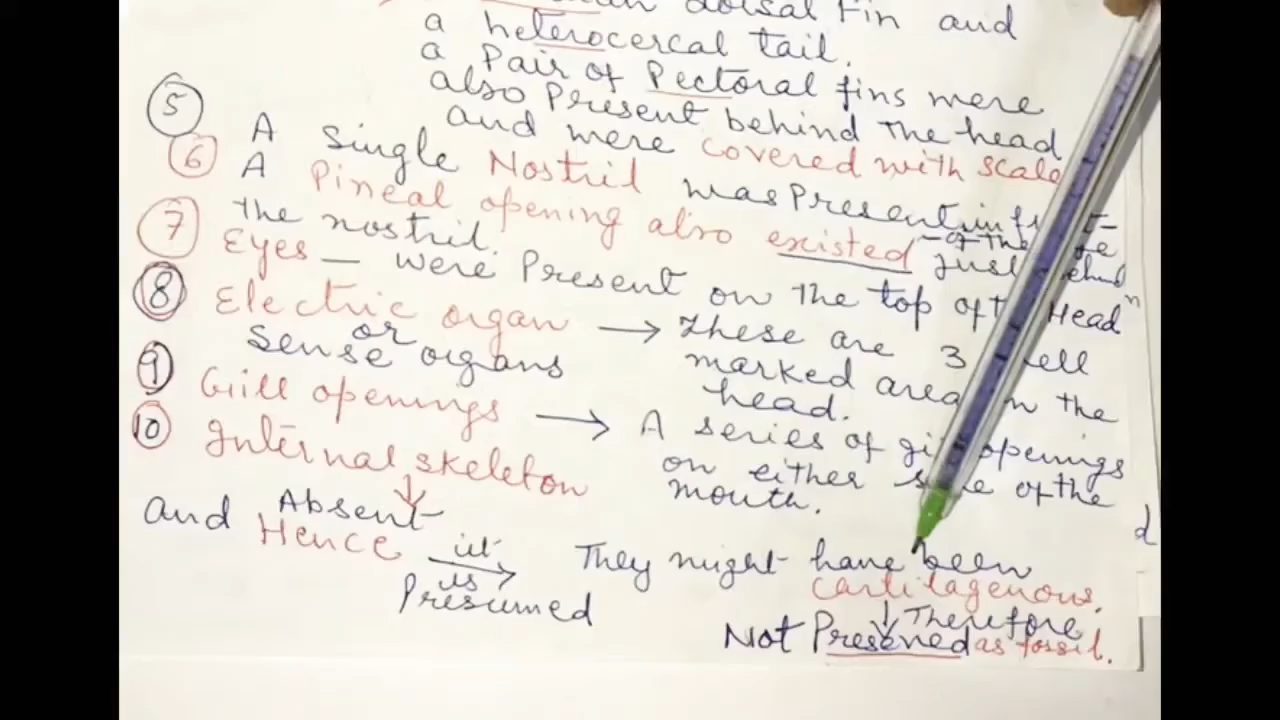 dorsal Fin and
a heterocercal tail.
a Pair of Pectoral fins were
also Present behind the head
and were covered with scale
5 A Single Nostril was Present in
6 A Pineal opening also existed Just
the nostril.
7 Eyes — were Present on the top of the Head
8 Electric organ → These are 3
or
Sense organs marked area the
head.
9 Gill openings → A series of openings
on either of the
mouth.
10 Internal skeleton
↓
Absent
and Hence it is Presumed → They might have been
cartilagenous.
↓ Therefore
Not Preserved as fossil.
d